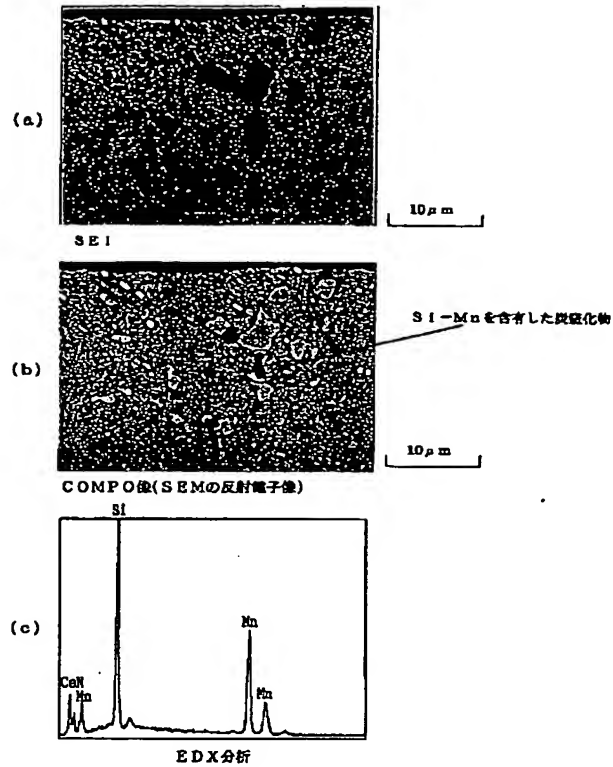 (a)
10μm
SEI
(b)
Si-Mnを含有した炭窒化物
10μm
COMPO像(SEMの反射電子像)
(c)
Si
Mn
Mn
CaN
Mn
EDX分析